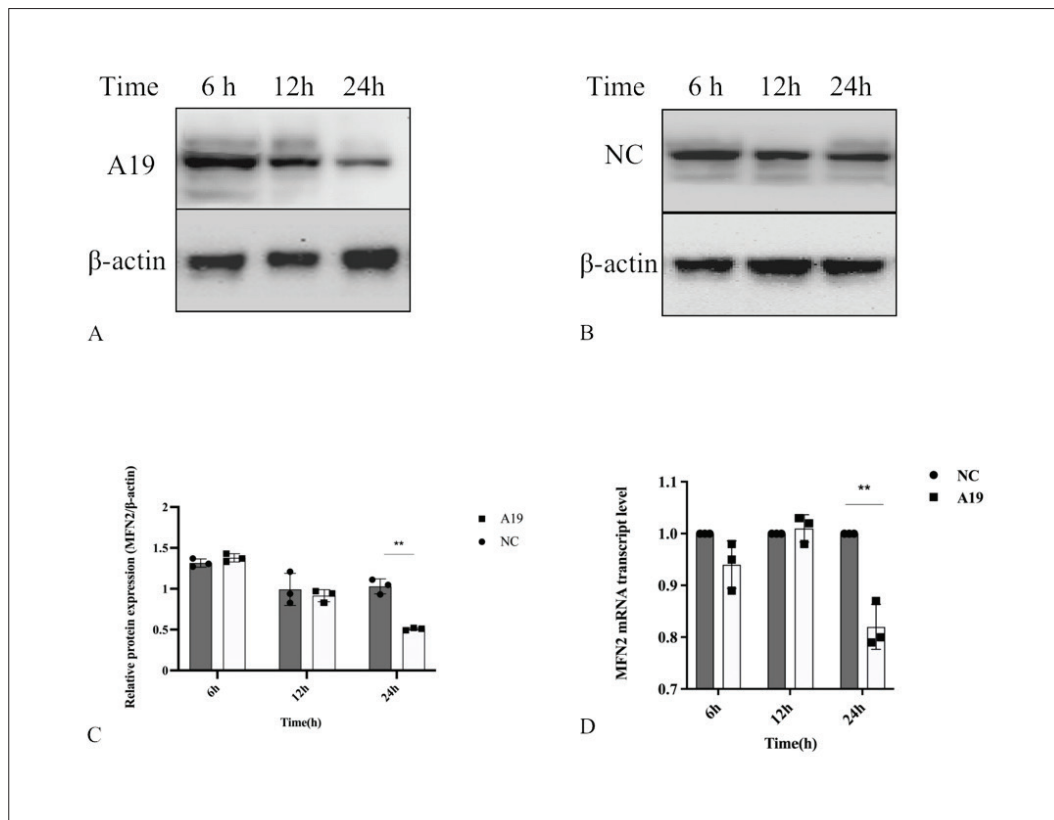 Time 6 h 12h 24h
A19
β-actin
A
Time 6 h 12h 24h
NC
β-actin
B
Relative protein expression (MFN2/β-actin)
2
1.5
1
0.5
0
6h 12h 24h
Time(h)
**
A19
NC
C
MFN2 mRNA transcript level
1.1
1.0
0.9
0.8
0.7
6h 12h 24h
Time(h)
**
NC
A19
D